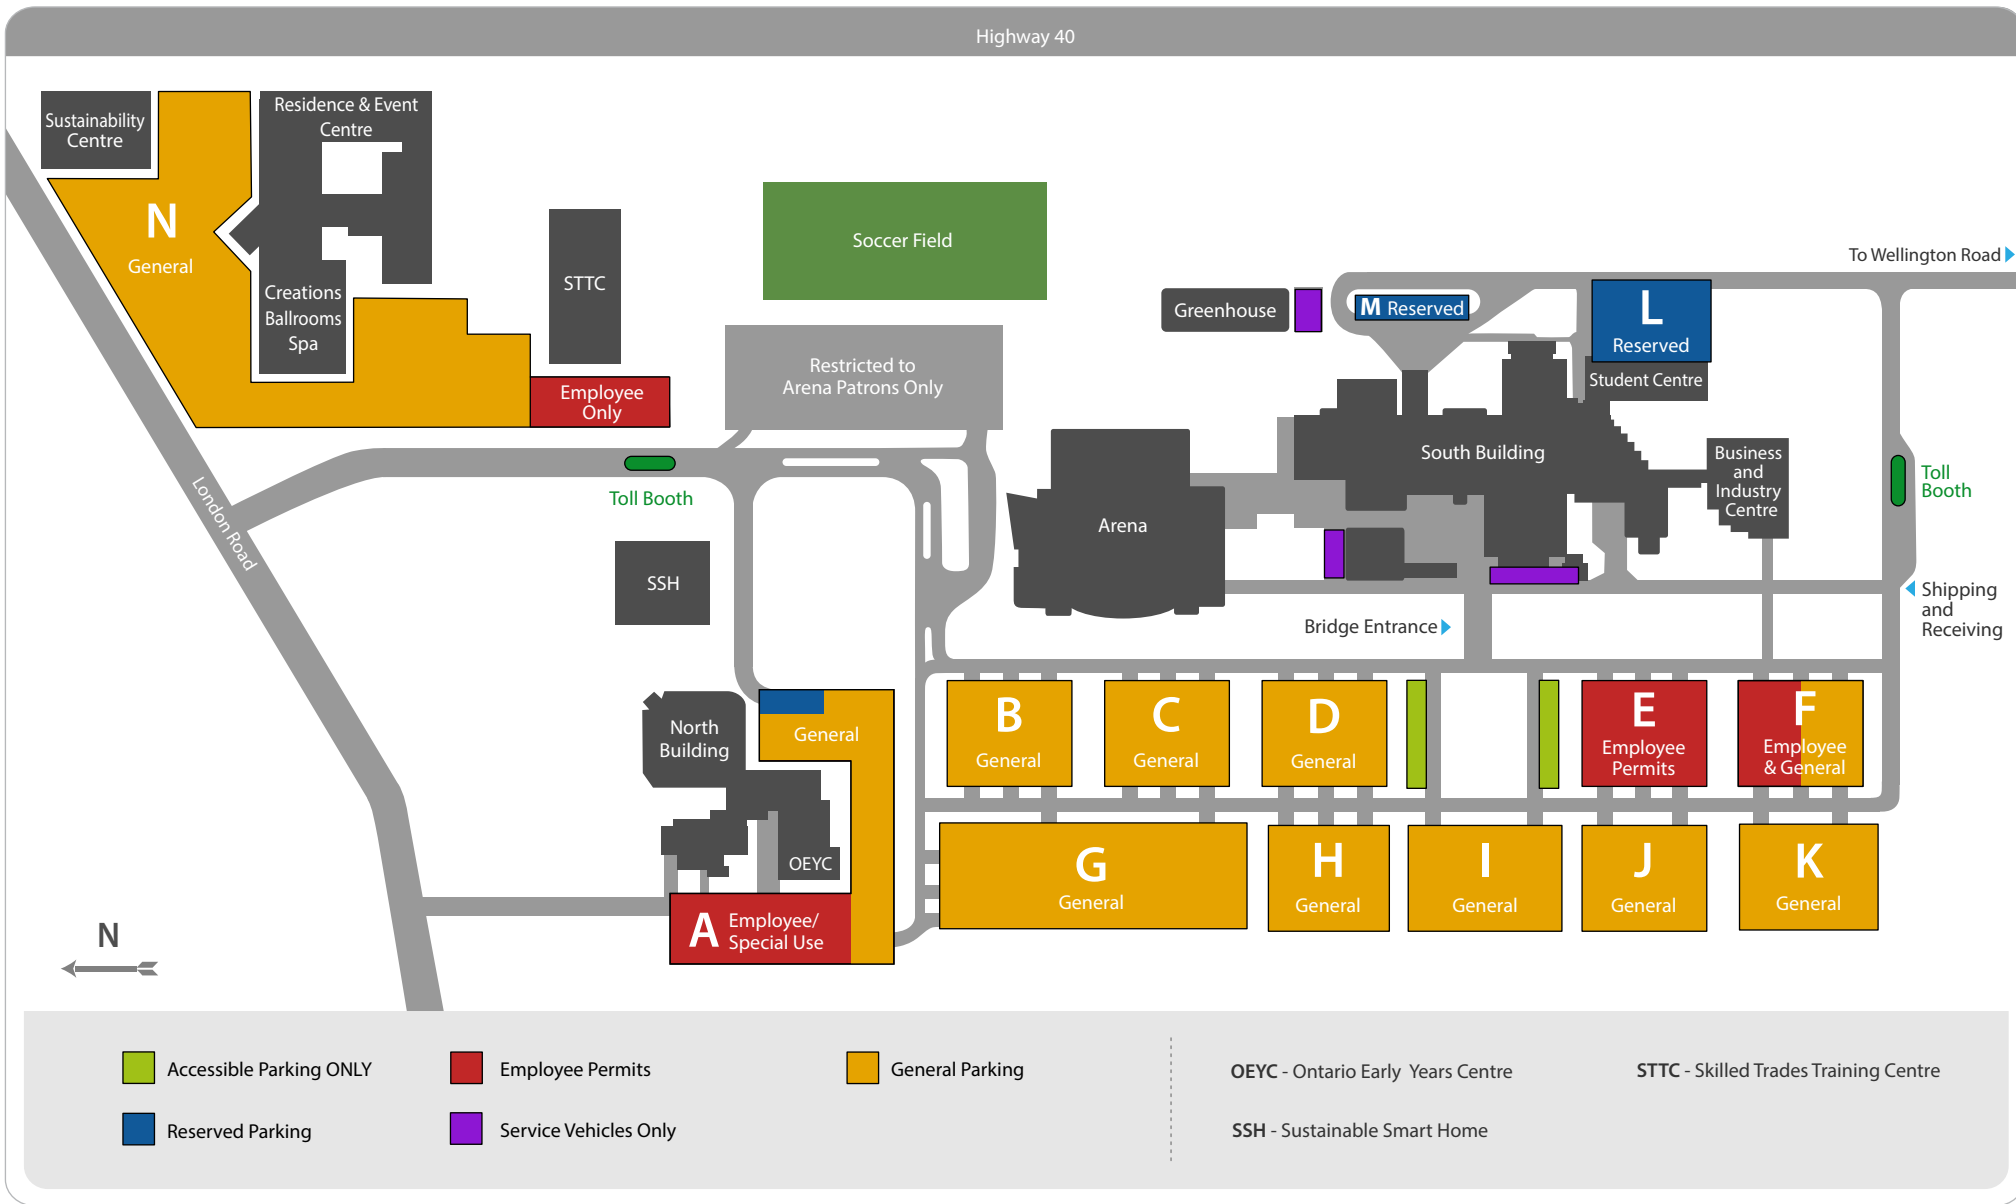 Highway 40
Sustainability
Centre
Residence & Event
Centre
N
General
Creations
Ballrooms
Spa
STTC
Employee
Only
Soccer Field
Restricted to
Arena Patrons Only
Greenhouse
M Reserved
L
Reserved
Student Centre
To Wellington Road
South Building
Business
and
Industry
Centre
Toll
Booth
Toll Booth
London Road
Arena
SSH
Shipping
and
Receiving
Bridge Entrance
North
Building
General
OEYC
A Employee/
Special Use
B
General
C
General
D
General
E
Employee
Permits
F
Employee
& General
G
General
H
General
I
General
J
General
K
General
N
Accessible Parking ONLY
Reserved Parking
Employee Permits
Service Vehicles Only
General Parking
OEYC - Ontario Early Years Centre
SSH - Sustainable Smart Home
STTC - Skilled Trades Training Centre